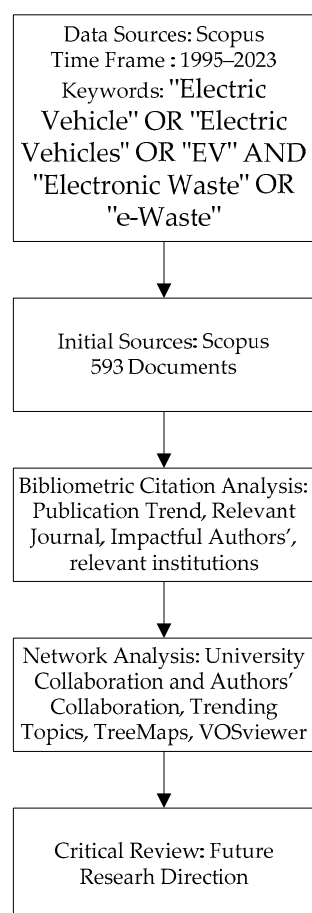 Data Sources: Scopus
Time Frame : 1995–2023
Keywords: "Electric
Vehicle" OR "Electric
Vehicles" OR "EV" AND
"Electronic Waste" OR
"e-Waste"
Initial Sources: Scopus
593 Documents
Bibliometric Citation Analysis:
Publication Trend, Relevant
Journal, Impactful Authors’,
relevant institutions
Network Analysis: University
Collaboration and Authors’
Collaboration, Trending
Topics, TreeMaps, VOSviewer
Critical Review: Future
Researh Direction